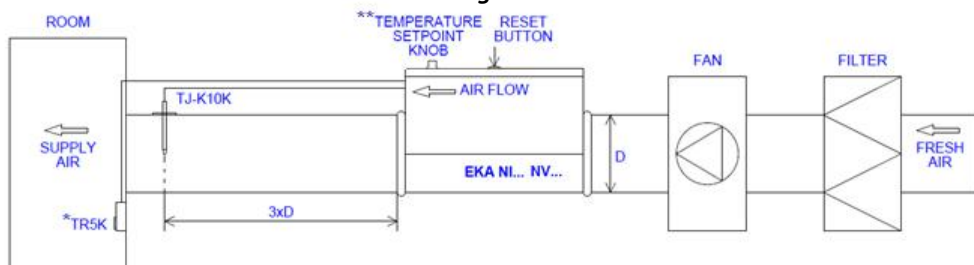 ROOM
**TEMPERATURE
SETPOINT
KNOB
RESET
BUTTON
FAN
FILTER
TJ-K10K
AIR FLOW
SUPPLY
AIR
D
FRESH
AIR
EKA NI... NV...
*TR5K
3xD